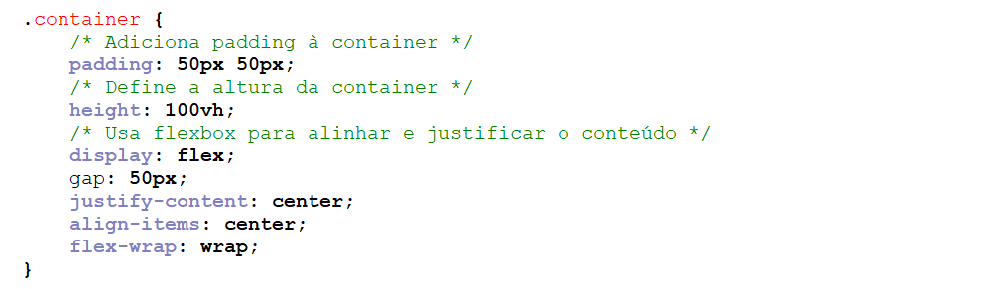 .container {
    /* Adiciona padding à container */
    padding: 50px 50px;
    /* Define a altura da container */
    height: 100vh;
    /* Usa flexbox para alinhar e justificar o conteúdo */
    display: flex;
    gap: 50px;
    justify-content: center;
    align-items: center;
    flex-wrap: wrap;
}